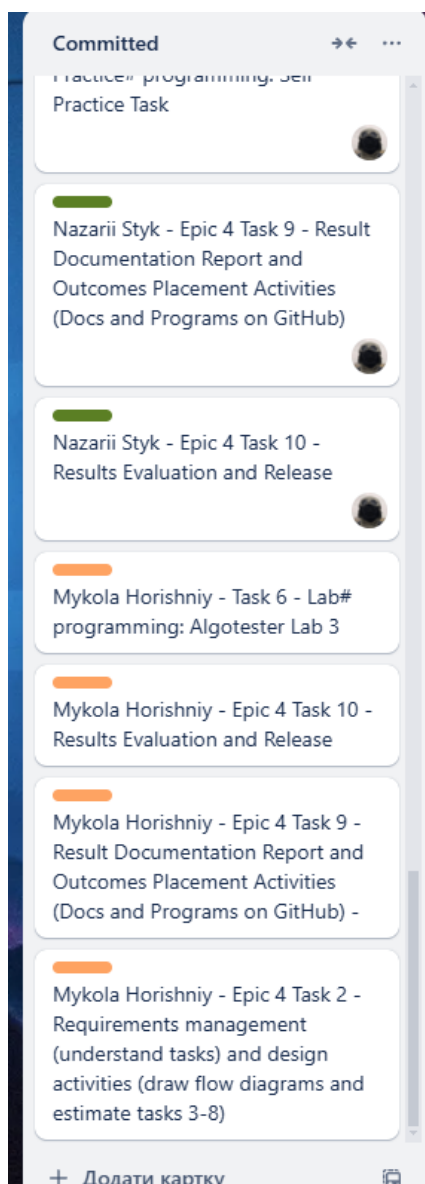 Committed
Practice# programming: Self
Practice Task
Nazarii Styk - Epic 4 Task 9 - Result
Documentation Report and
Outcomes Placement Activities
(Docs and Programs on GitHub)
Nazarii Styk - Epic 4 Task 10 -
Results Evaluation and Release
Mykola Horishniy - Task 6 - Lab#
programming: Algotester Lab 3
Mykola Horishniy - Epic 4 Task 10 -
Results Evaluation and Release
Mykola Horishniy - Epic 4 Task 9 -
Result Documentation Report and
Outcomes Placement Activities
(Docs and Programs on GitHub) -
Mykola Horishniy - Epic 4 Task 2 -
Requirements management
(understand tasks) and design
activities (draw flow diagrams and
estimate tasks 3-8)
Додати картку